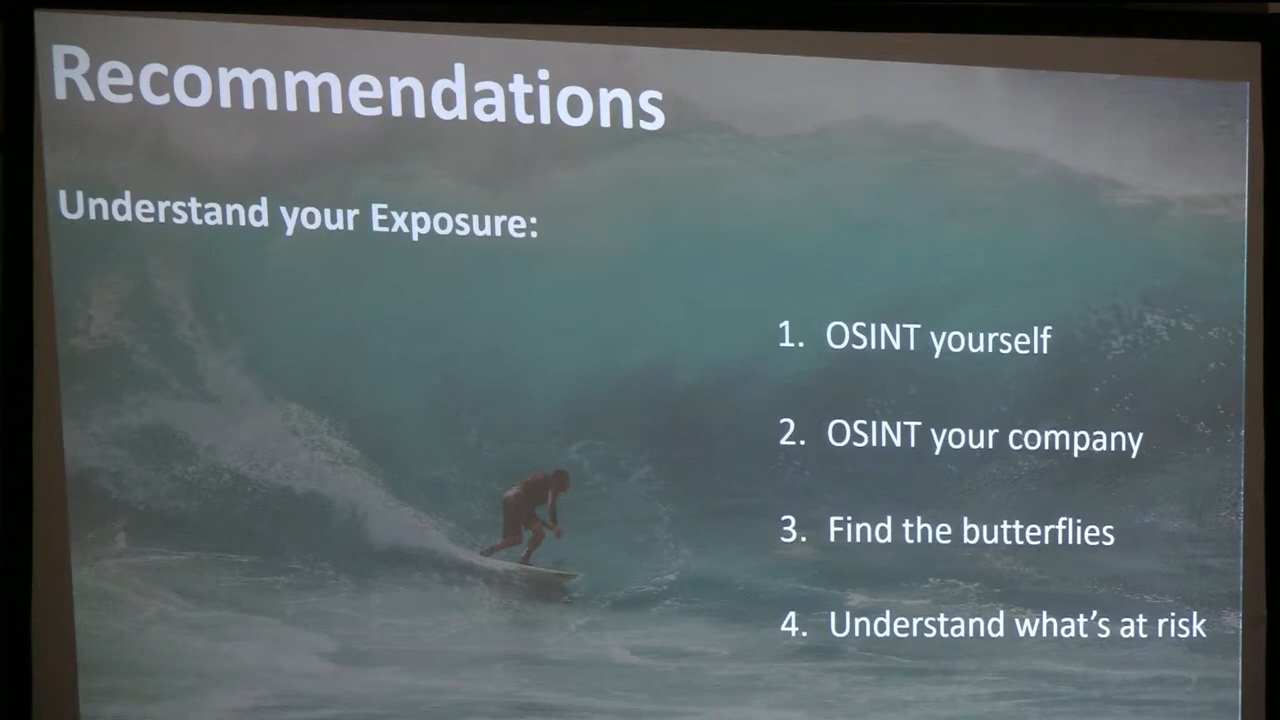 Recommendations
Understand your Exposure:
1. OSINT yourself
2. OSINT your company
3. Find the butterflies
4. Understand what's at risk